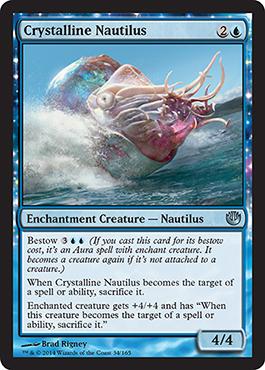 Crystalline Nautilus 2
Enchantment Creature — Nautilus
Bestow 3 (If you cast this card for its bestow
cost, it's an Aura spell with enchant creature. It
becomes a creature again if it's not attached to a
creature.)
When Crystalline Nautilus becomes the target of
a spell or ability, sacrifice it.
Enchanted creature gets +4/+4 and has "When
this creature becomes the target of a spell or
ability, sacrifice it."
Brad Rigney
™ & © 2014 Wizards of the Coast 34/165
4/4